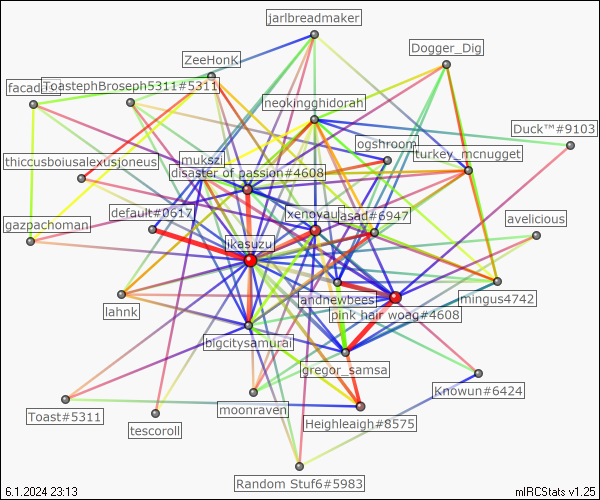 jarlbreadmaker
Dogger_Dig
ZeeHonK
ToastephBroseph5311#5311
neokingghidorah
Duck™#9103
ogshroom
turkey_mcnugget
thiccusboiusalexusjoneus
mukszi
disaster of passion#4608
default#0617
asad#6947
gazpachoman
avelicious
ikasuzu
andnewbees
mingus4742
lahnk
pink hair woag#4608
bigcitysamurai
gregor_samsa
Knowun#6424
Toast#5311
moonraven
Heighleaigh#8575
tescoroll
Random Stuf6#5983
6.1.2024 23:13
mIRCStats v1.25